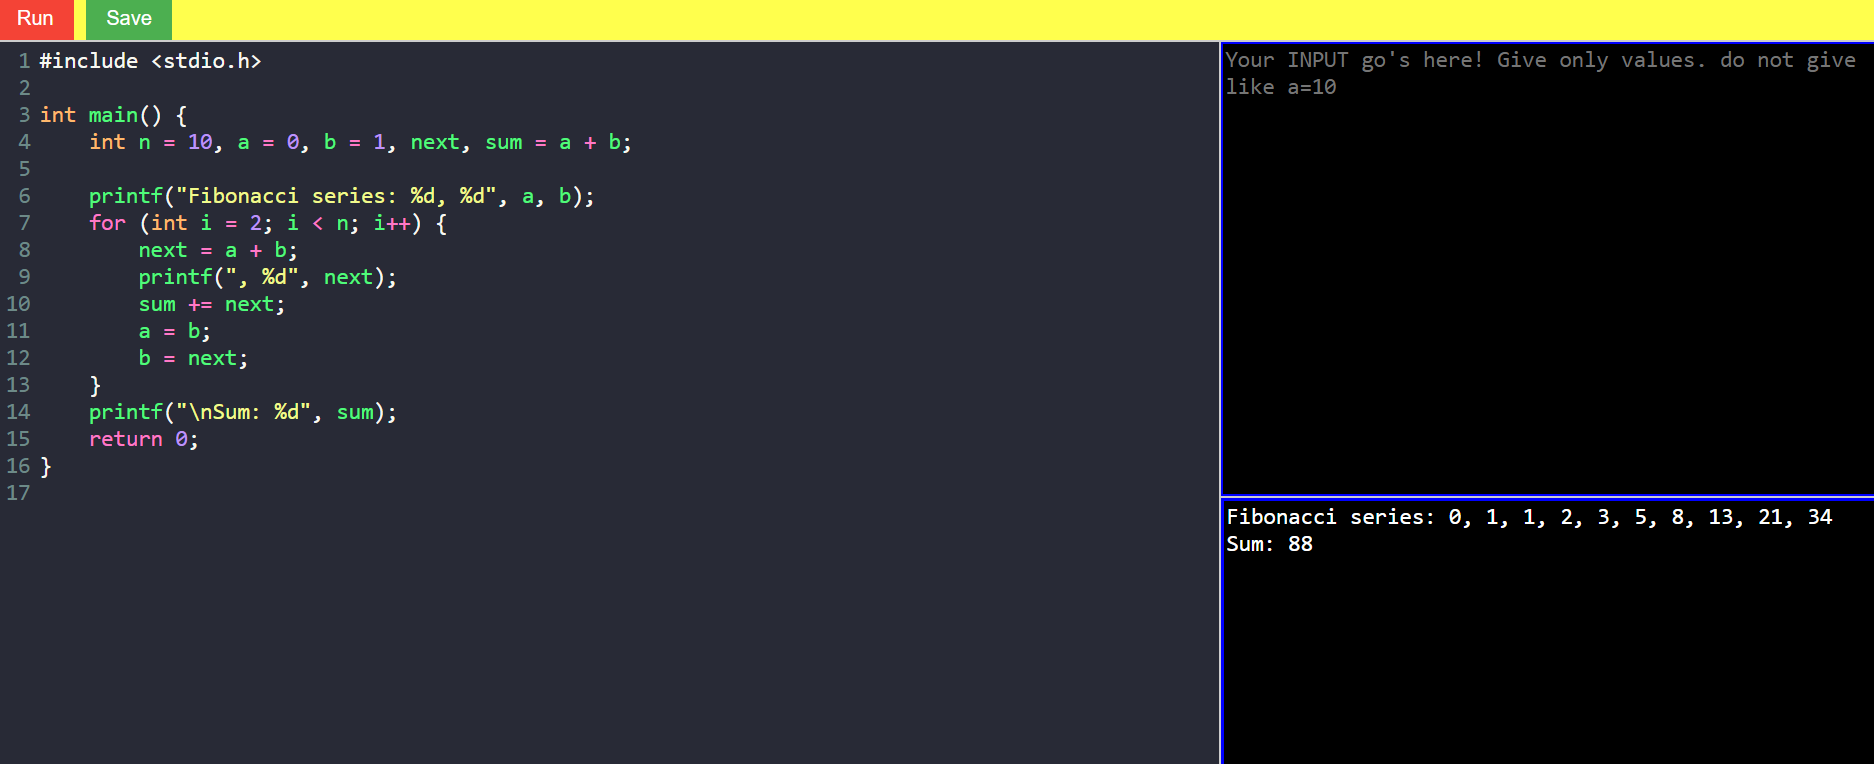 Run Save
1 #include <stdio.h>
2
3 int main() {
4     int n = 10, a = 0, b = 1, next, sum = a + b;
5
6     printf("Fibonacci series: %d, %d", a, b);
7     for (int i = 2; i < n; i++) {
8         next = a + b;
9         printf(", %d", next);
10         sum += next;
11         a = b;
12         b = next;
13     }
14     printf("\nSum: %d", sum);
15     return 0;
16 }
17
Your INPUT go's here! Give only values. do not give
like a=10
Fibonacci series: 0, 1, 1, 2, 3, 5, 8, 13, 21, 34
Sum: 88